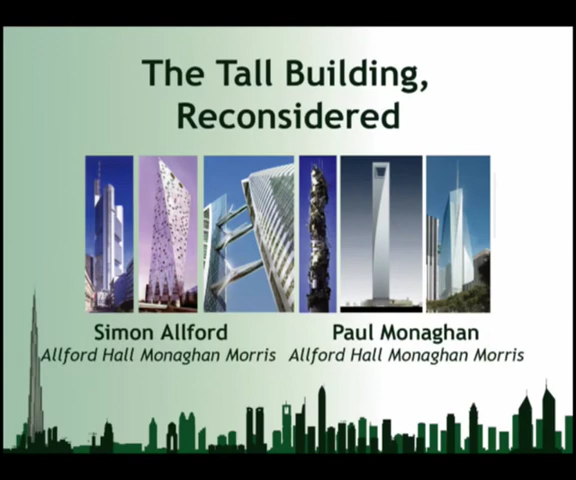 The Tall Building,
Reconsidered
Simon Allford
Paul Monaghan
Allford Hall Monaghan Morris
Allford Hall Monaghan Morris